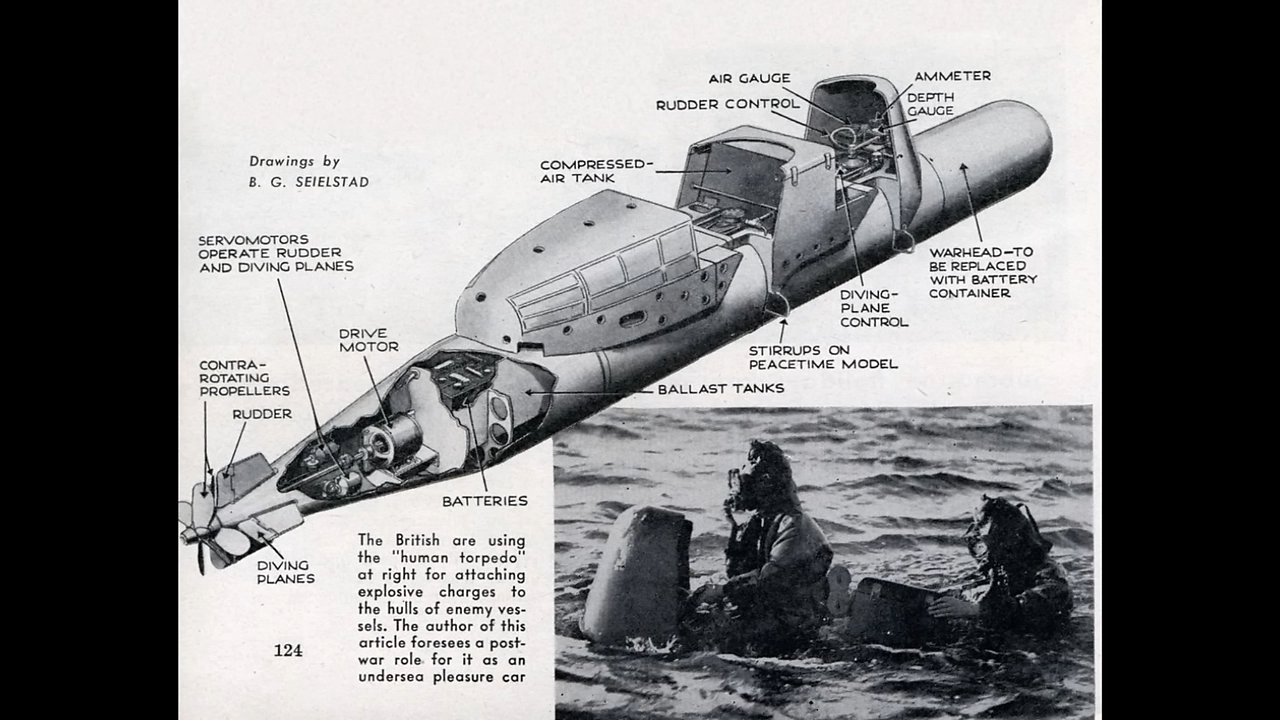 AIR GAUGE
AMMETER
RUDDER CONTROL
DEPTH
GAUGE
Drawings by
B. G. SEIELSTAD
COMPRESSED-
AIR TANK
SERVOMOTORS
OPERATE RUDDER
AND DIVING PLANES
WARHEAD—TO
BE REPLACED
WITH BATTERY
CONTAINER
DIVING-
PLANE
CONTROL
DRIVE
MOTOR
STIRRUPS ON
PEACETIME MODEL
CONTRA-
ROTATING
PROPELLERS
BALLAST TANKS
RUDDER
BATTERIES
DIVING
PLANES
The British are using
the "human torpedo"
at right for attaching
explosive charges to
the hulls of enemy ves-
sels. The author of this
article foresees a post-
war role for it as an
undersea pleasure car
124